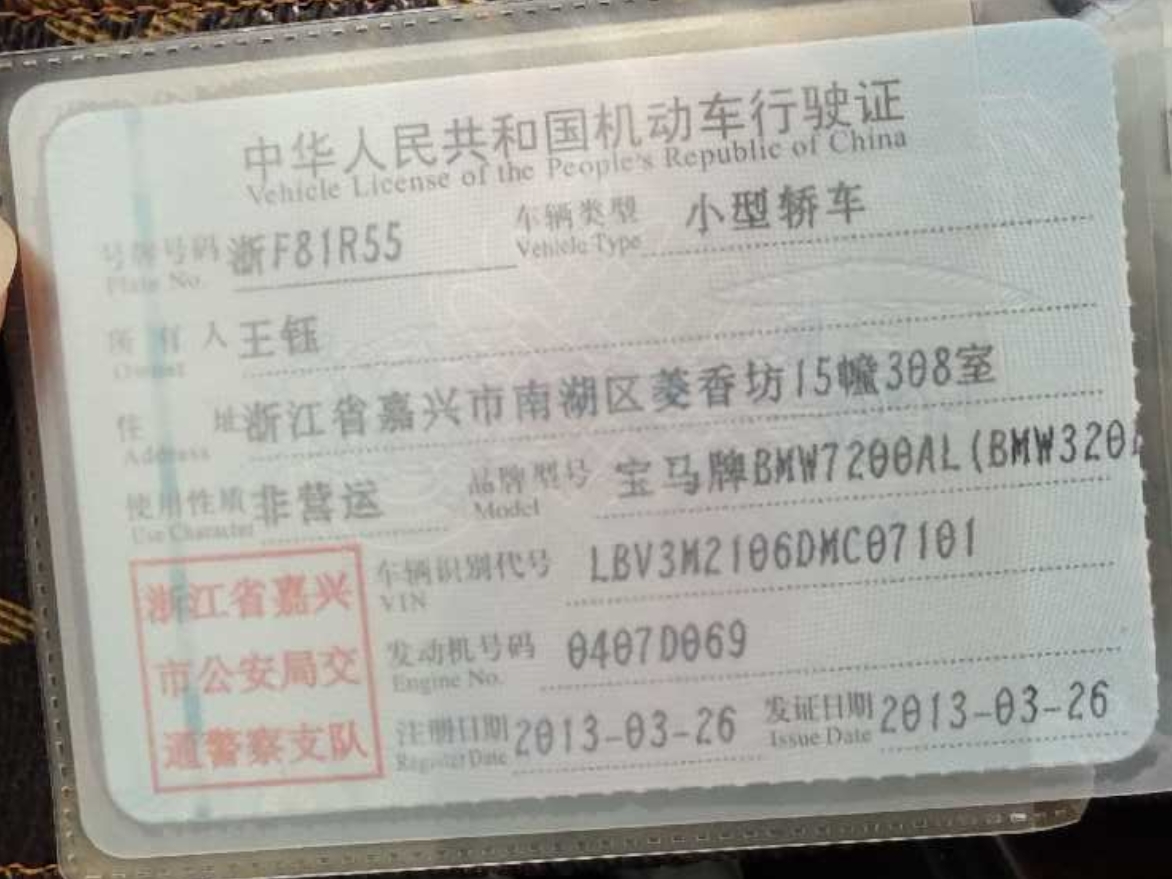 中华人民共和国机动车行驶证
Vehicle License of the People's Republic of China
号牌号码 浙F81R55 车辆类型 小型轿车
Plate No. Vehicle Type
所有人 王钰
Owner
住址 浙江省嘉兴市南湖区菱香坊15幢308室
Address
使用性质 非营运 品牌型号 宝马牌BMW7200AL(BMW320
Use Character Model
浙江省嘉兴
市公安局交
通警察支队
车辆识别代号 LBV3M2106DMC07101
VIN
发动机号码 0407D069
Engine No.
注册日期 2013-03-26 发证日期 2013-03-26
Register Date Issue Date